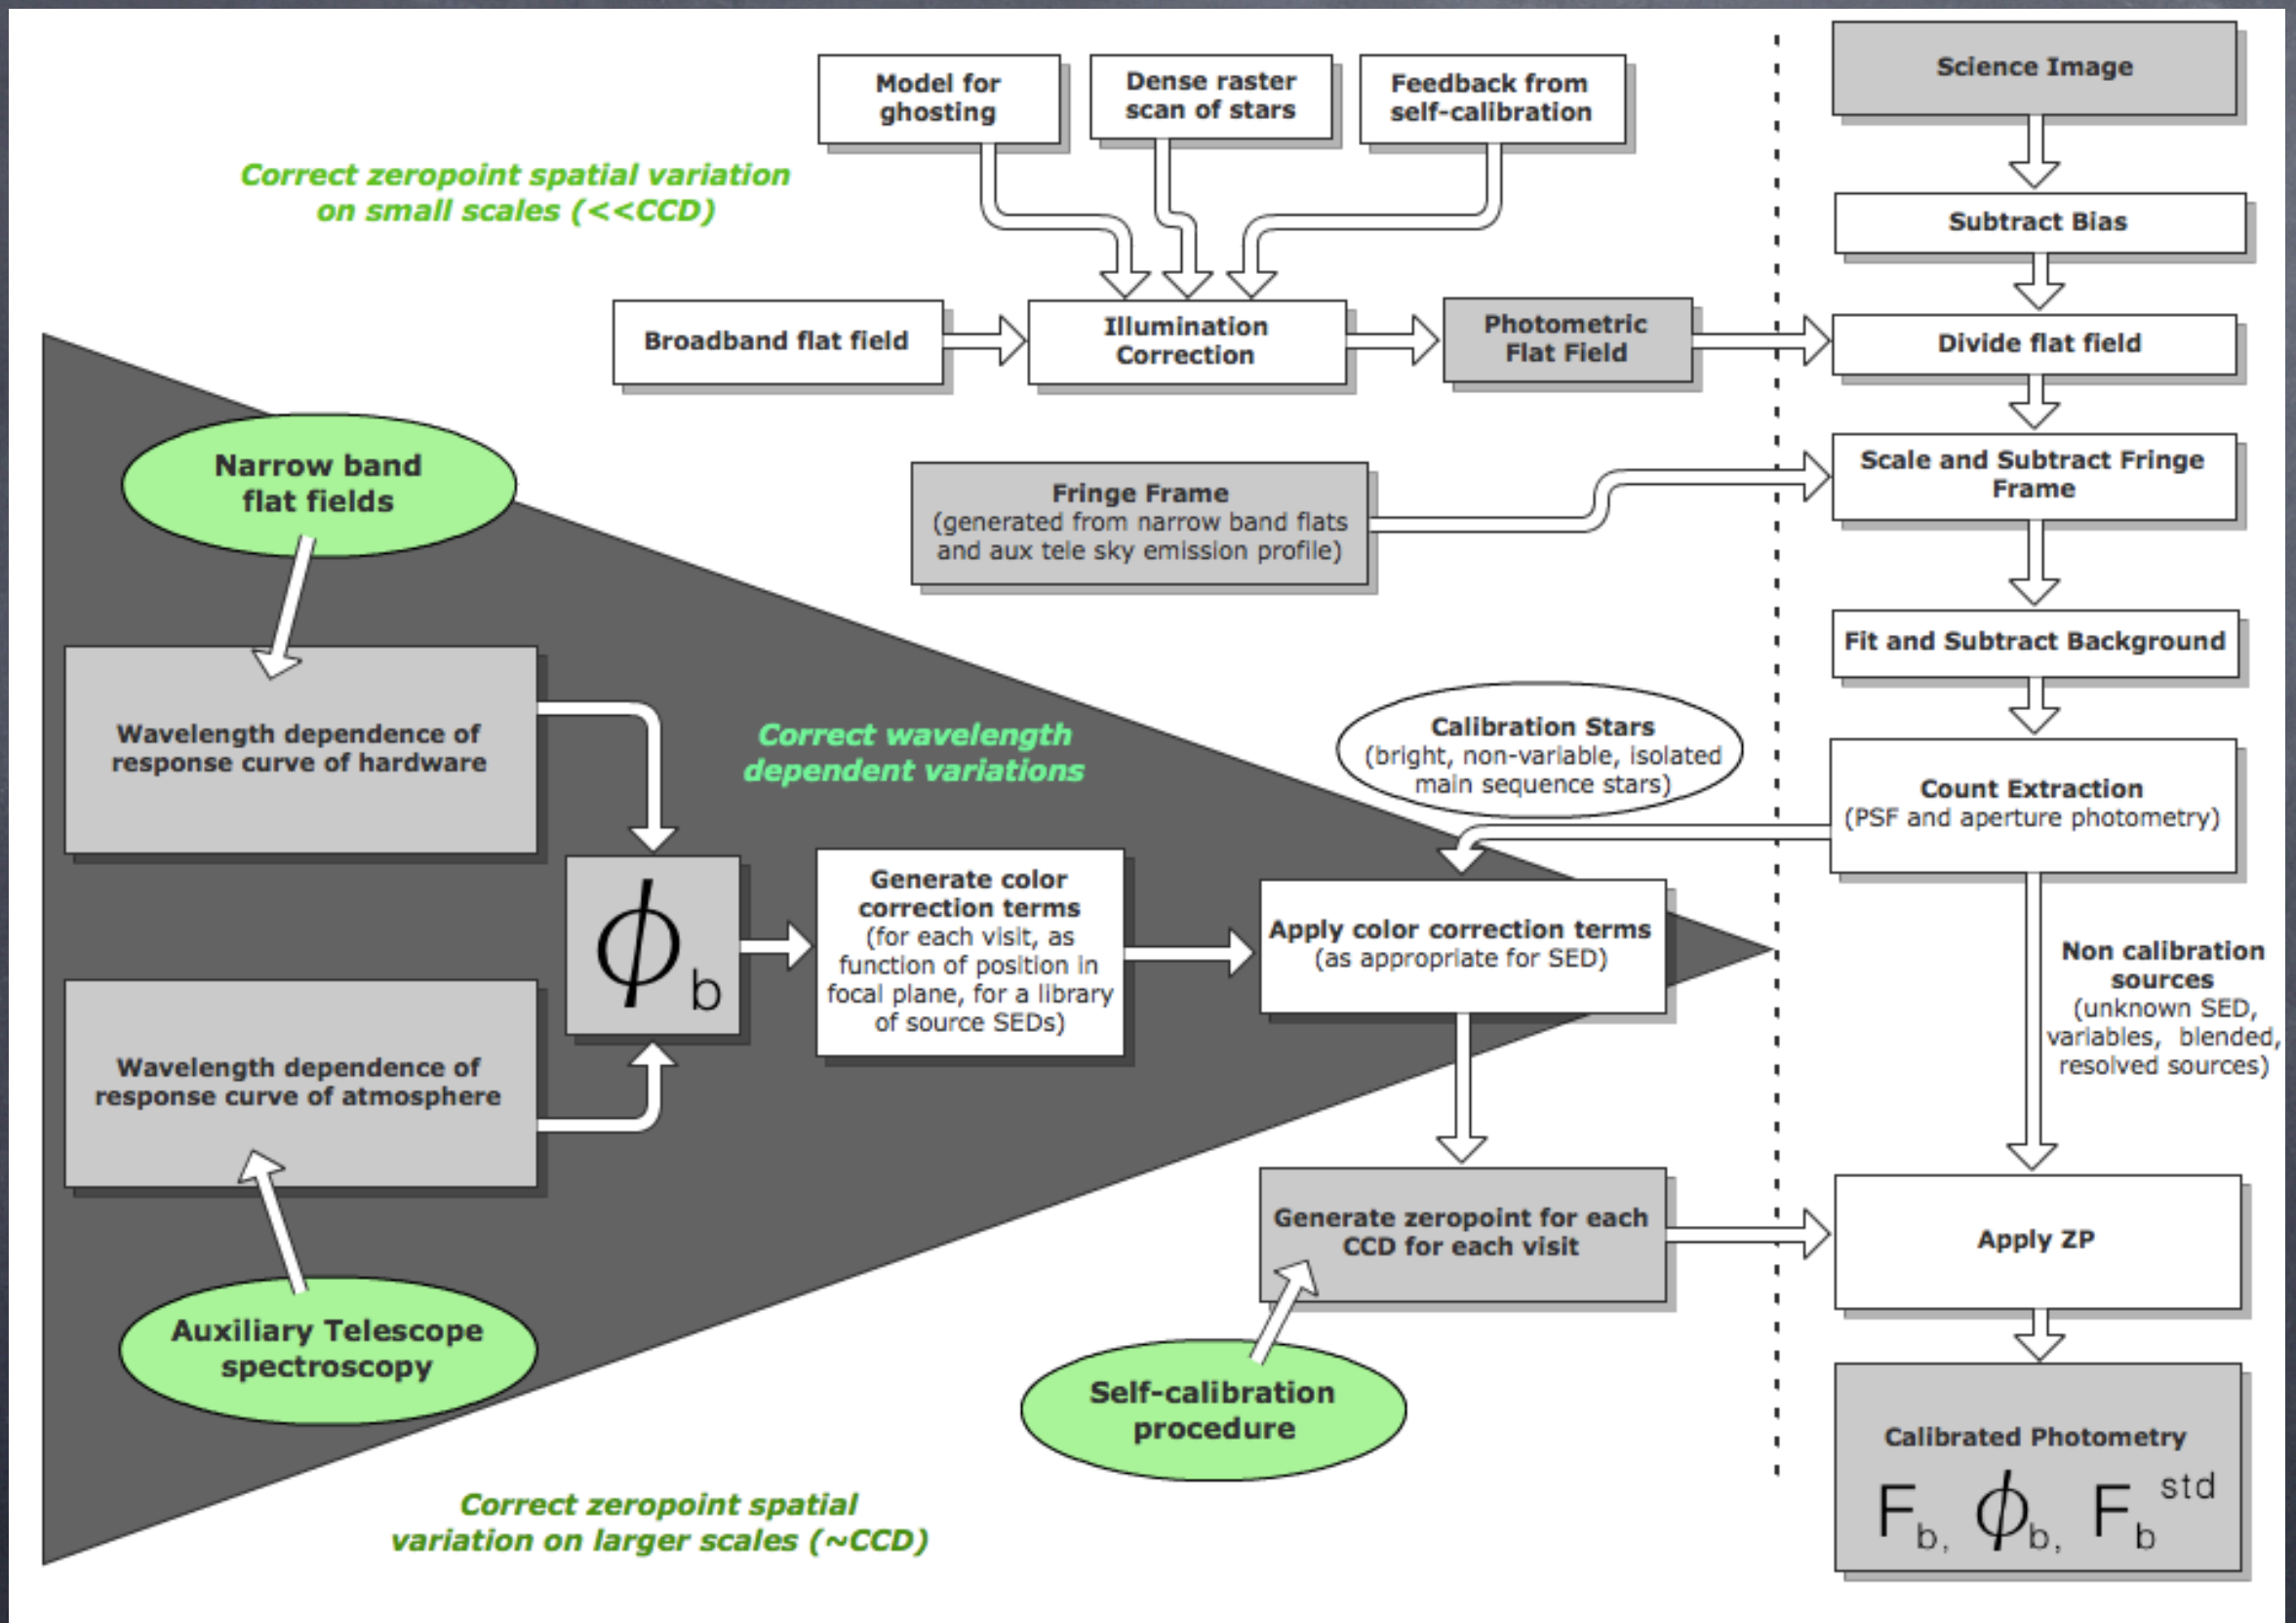 Model for
ghosting
Dense raster
scan of stars
Feedback from
self-calibration
Science Image
Correct zeropoint spatial variation
on small scales (<<CCD)
Subtract Bias
Broadband flat field
Illumination
Correction
Photometric
Flat Field
Divide flat field
Narrow band
flat fields
Fringe Frame
(generated from narrow band flats
and aux tele sky emission profile)
Scale and Subtract Fringe
Frame
Fit and Subtract Background
Wavelength dependence of
response curve of hardware
Correct wavelength
dependent variations
Calibration Stars
(bright, non-variable, isolated
main sequence stars)
Count Extraction
(PSF and aperture photometry)
ϕb
Generate color
correction terms
(for each visit, as
function of position in
focal plane, for a library
of source SEDs)
Apply color correction terms
(as appropriate for SED)
Non calibration
sources
(unknown SED,
variables, blended,
resolved sources)
Wavelength dependence of
response curve of atmosphere
Generate zeropoint for each
CCD for each visit
Apply ZP
Auxiliary Telescope
spectroscopy
Self-calibration
procedure
Calibrated Photometry
Fb, ϕb, Fb std
Correct zeropoint spatial
variation on larger scales (~CCD)